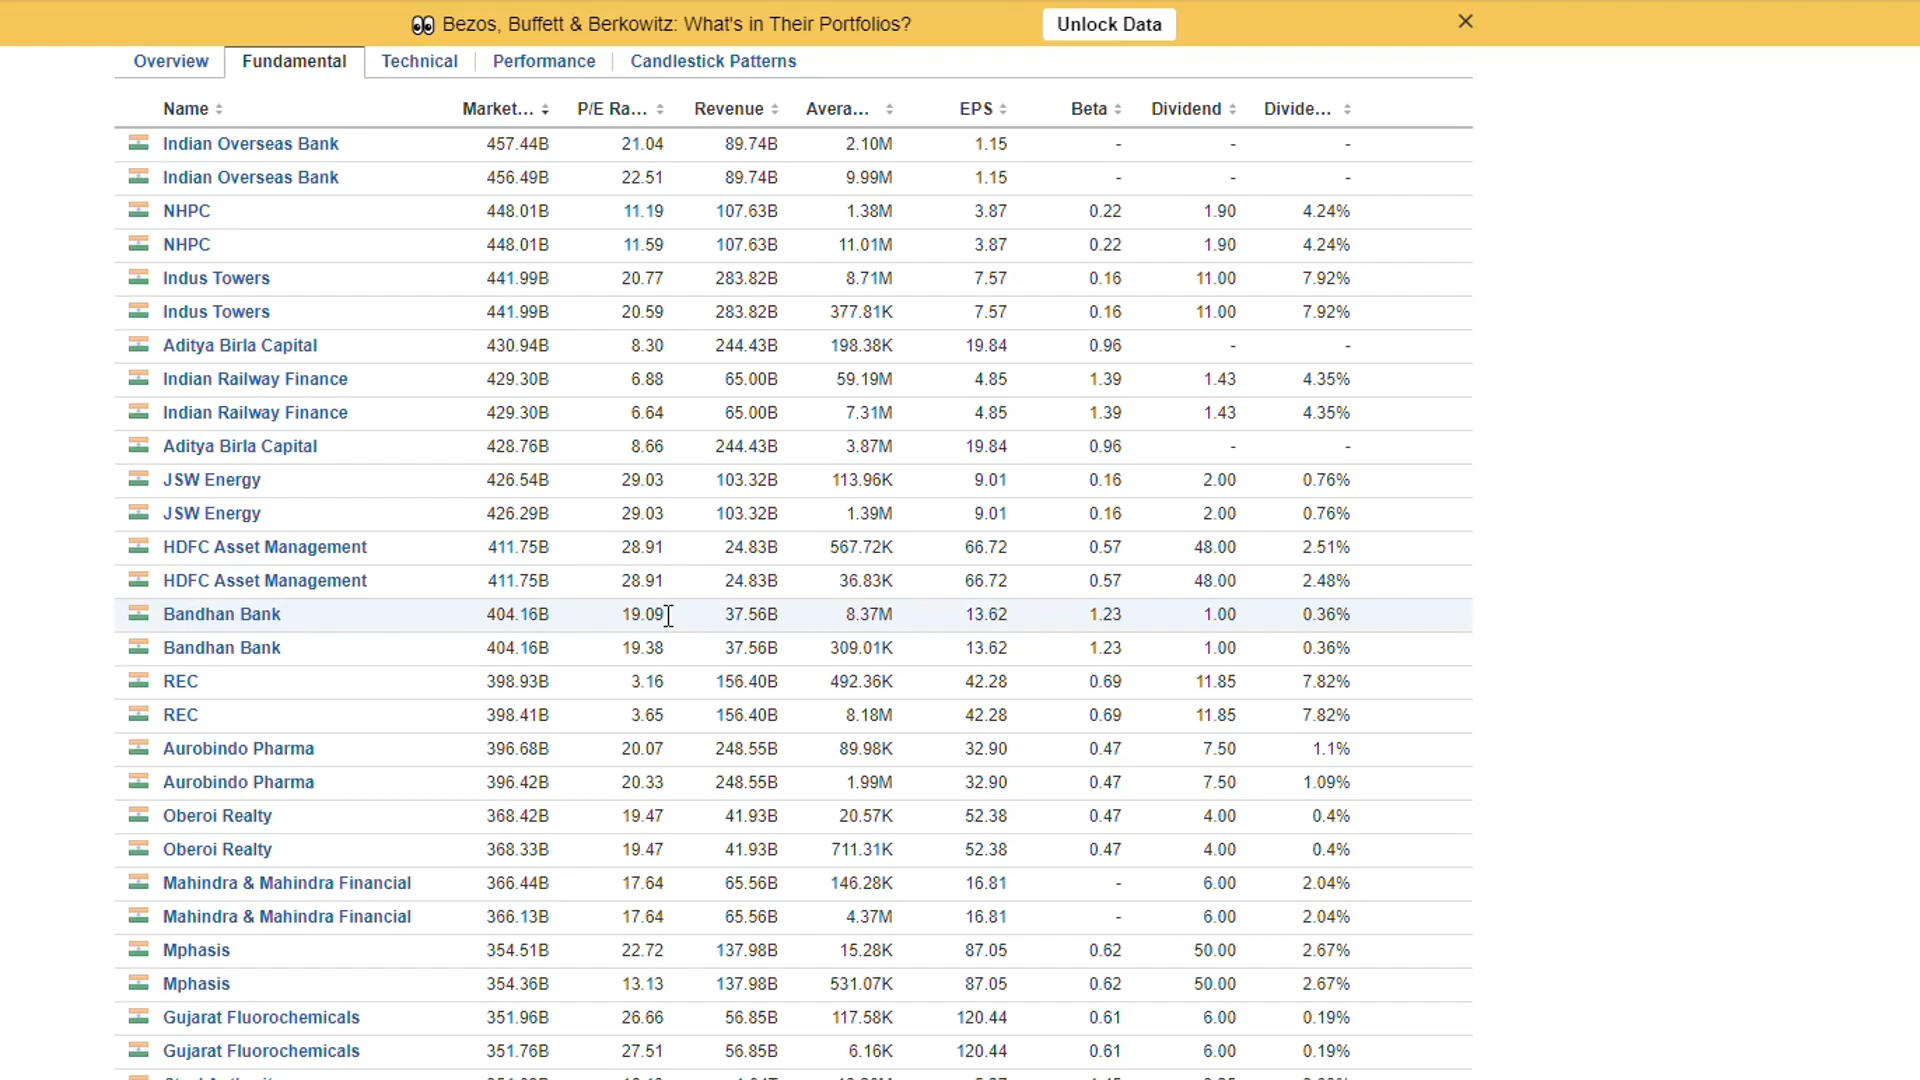 👀 Bezos, Buffett & Berkowitz: What's in Their Portfolios? Unlock Data
Overview Fundamental Technical Performance Candlestick Patterns
Name Market... P/E Ra... Revenue Avera... EPS Beta Dividend Divide...
Indian Overseas Bank 457.44B 21.04 89.74B 2.10M 1.15 - - -
Indian Overseas Bank 456.49B 22.51 89.74B 9.99M 1.15 - - -
NHPC 448.01B 11.19 107.63B 1.38M 3.87 0.22 1.90 4.24%
NHPC 448.01B 11.59 107.63B 11.01M 3.87 0.22 1.90 4.24%
Indus Towers 441.99B 20.77 283.82B 8.71M 7.57 0.16 11.00 7.92%
Indus Towers 441.99B 20.59 283.82B 377.81K 7.57 0.16 11.00 7.92%
Aditya Birla Capital 430.94B 8.30 244.43B 198.38K 19.84 0.96 - -
Indian Railway Finance 429.30B 6.88 65.00B 59.19M 4.85 1.39 1.43 4.35%
Indian Railway Finance 429.30B 6.64 65.00B 7.31M 4.85 1.39 1.43 4.35%
Aditya Birla Capital 428.76B 8.66 244.43B 3.87M 19.84 0.96 - -
JSW Energy 426.54B 29.03 103.32B 113.96K 9.01 0.16 2.00 0.76%
JSW Energy 426.29B 29.03 103.32B 1.39M 9.01 0.16 2.00 0.76%
HDFC Asset Management 411.75B 28.91 24.83B 567.72K 66.72 0.57 48.00 2.51%
HDFC Asset Management 411.75B 28.91 24.83B 36.83K 66.72 0.57 48.00 2.48%
Bandhan Bank 404.16B 19.09 37.56B 8.37M 13.62 1.23 1.00 0.36%
Bandhan Bank 404.16B 19.38 37.56B 309.01K 13.62 1.23 1.00 0.36%
REC 398.93B 3.16 156.40B 492.36K 42.28 0.69 11.85 7.82%
REC 398.41B 3.65 156.40B 8.18M 42.28 0.69 11.85 7.82%
Aurobindo Pharma 396.68B 20.07 248.55B 89.98K 32.90 0.47 7.50 1.1%
Aurobindo Pharma 396.42B 20.33 248.55B 1.99M 32.90 0.47 7.50 1.09%
Oberoi Realty 368.42B 19.47 41.93B 20.57K 52.38 0.47 4.00 0.4%
Oberoi Realty 368.33B 19.47 41.93B 711.31K 52.38 0.47 4.00 0.4%
Mahindra & Mahindra Financial 366.44B 17.64 65.56B 146.28K 16.81 - 6.00 2.04%
Mahindra & Mahindra Financial 366.13B 17.64 65.56B 4.37M 16.81 - 6.00 2.04%
Mphasis 354.51B 22.72 137.98B 15.28K 87.05 0.62 50.00 2.67%
Mphasis 354.36B 13.13 137.98B 531.07K 87.05 0.62 50.00 2.67%
Gujarat Fluorochemicals 351.96B 26.66 56.85B 117.58K 120.44 0.61 6.00 0.19%
Gujarat Fluorochemicals 351.76B 27.51 56.85B 6.16K 120.44 0.61 6.00 0.19%